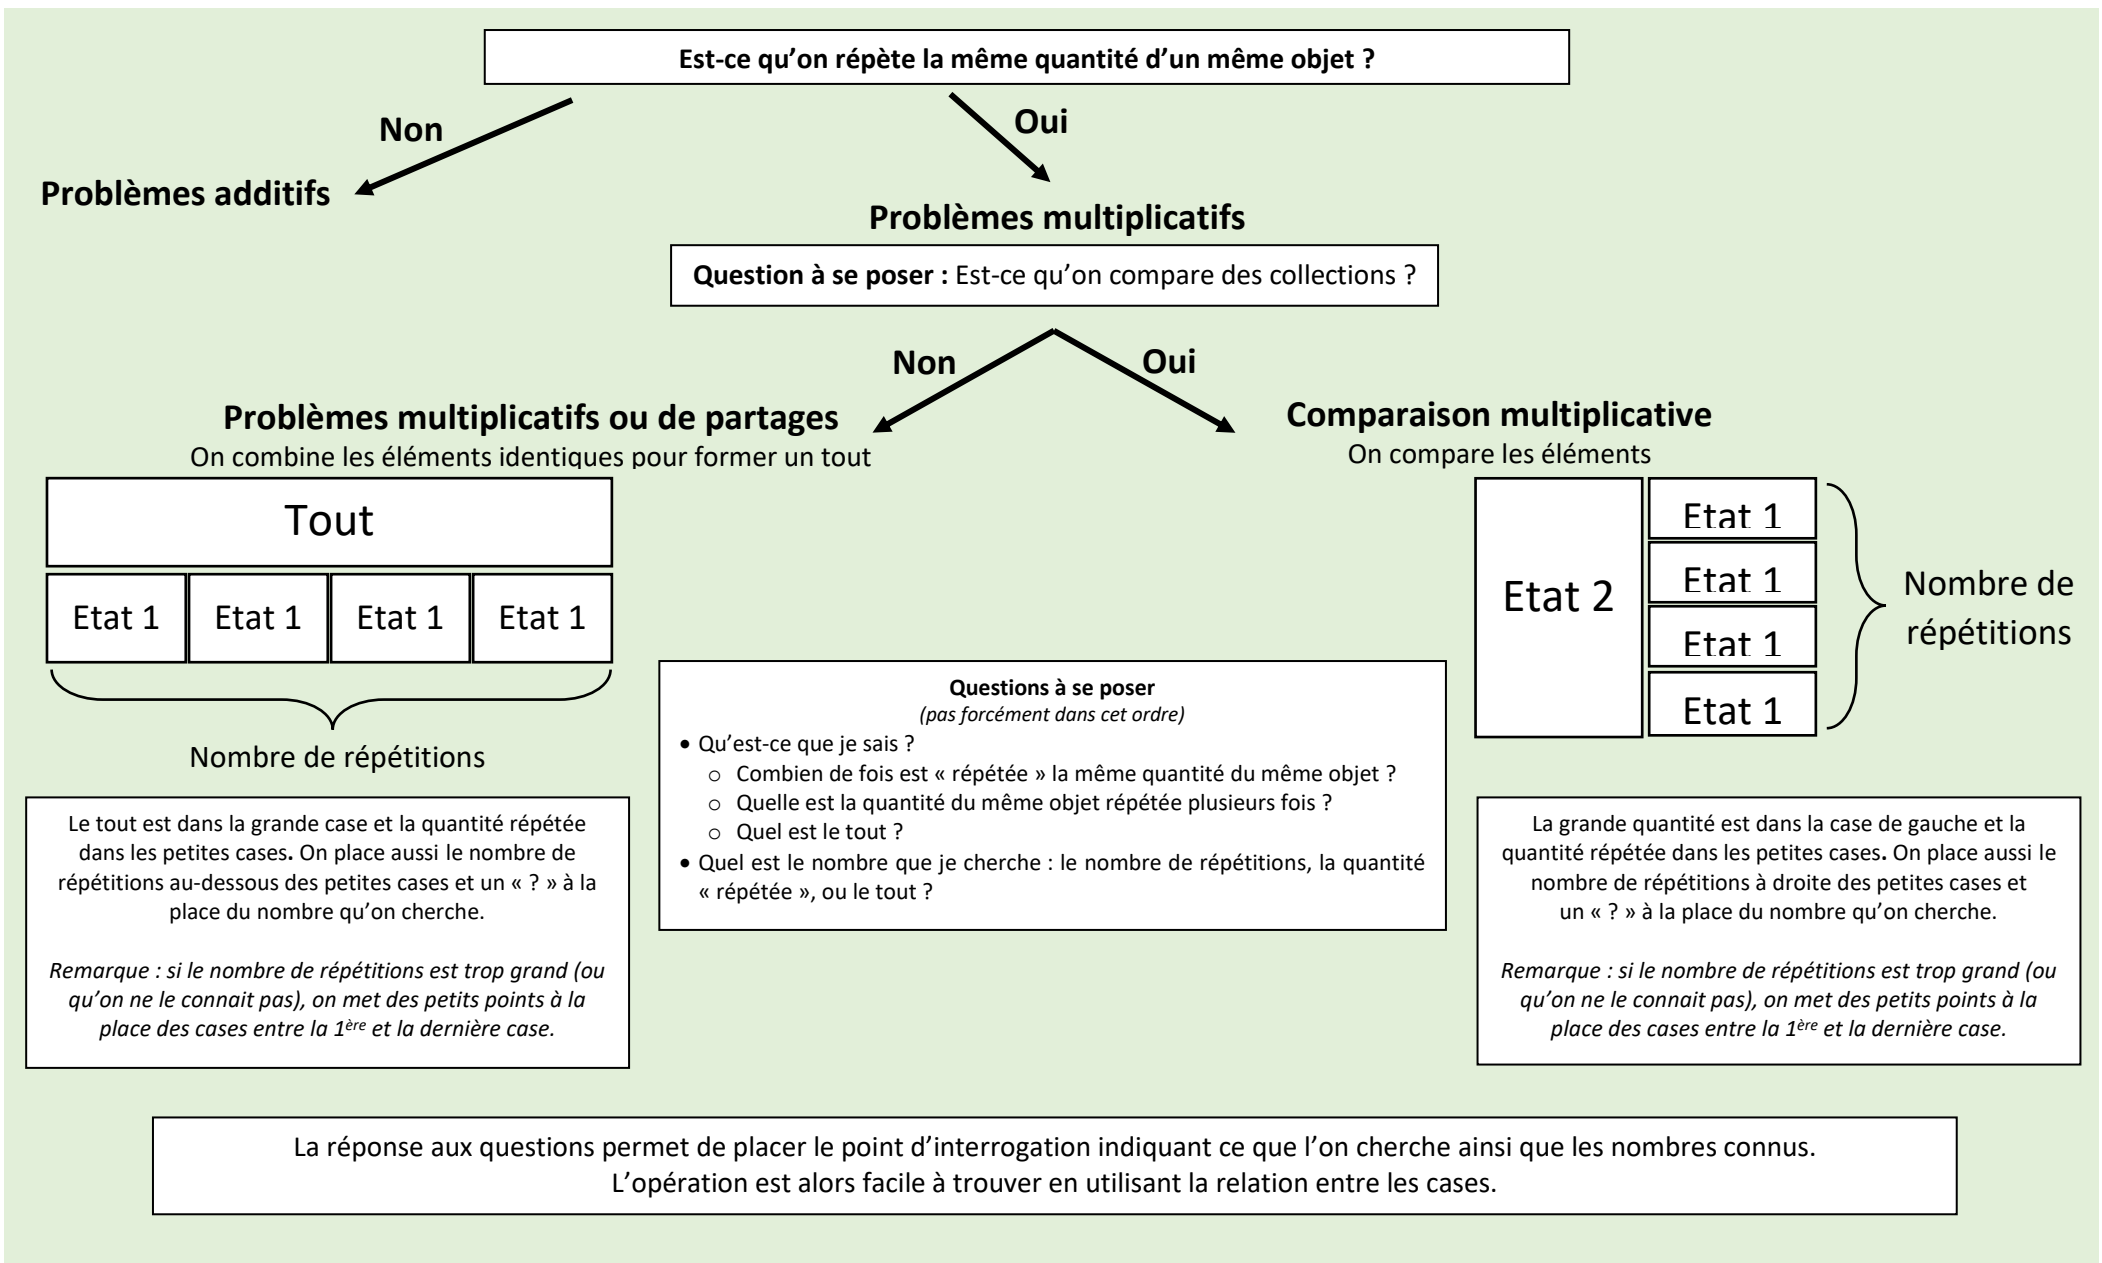 Est-ce qu’on répète la même quantité d’un même objet ?
Non
Oui
Problèmes additifs
Problèmes multiplicatifs
Question à se poser : Est-ce qu’on compare des collections ?
Non
Oui
Problèmes multiplicatifs ou de partages
On combine les éléments identiques pour former un tout
Tout
Etat 1
Etat 1
Etat 1
Etat 1
Nombre de répétitions
Le tout est dans la grande case et la quantité répétée
dans les petites cases. On place aussi le nombre de
répétitions au-dessous des petites cases et un « ? » à la
place du nombre qu’on cherche.
Remarque : si le nombre de répétitions est trop grand (ou
qu’on ne le connait pas), on met des petits points à la
place des cases entre la 1ère et la dernière case.
Questions à se poser
(pas forcément dans cet ordre)
• Qu’est-ce que je sais ?
o Combien de fois est « répétée » la même quantité du même objet ?
o Quelle est la quantité du même objet répétée plusieurs fois ?
o Quel est le tout ?
• Quel est le nombre que je cherche : le nombre de répétitions, la quantité
« répétée », ou le tout ?
Comparaison multiplicative
On compare les éléments
Etat 2
Etat 1
Etat 1
Etat 1
Etat 1
Nombre de
répétitions
La grande quantité est dans la case de gauche et la
quantité répétée dans les petites cases. On place aussi le
nombre de répétitions à droite des petites cases et
un « ? » à la place du nombre qu’on cherche.
Remarque : si le nombre de répétitions est trop grand (ou
qu’on ne le connait pas), on met des petits points à la
place des cases entre la 1ère et la dernière case.
La réponse aux questions permet de placer le point d’interrogation indiquant ce que l’on cherche ainsi que les nombres connus.
L’opération est alors facile à trouver en utilisant la relation entre les cases.